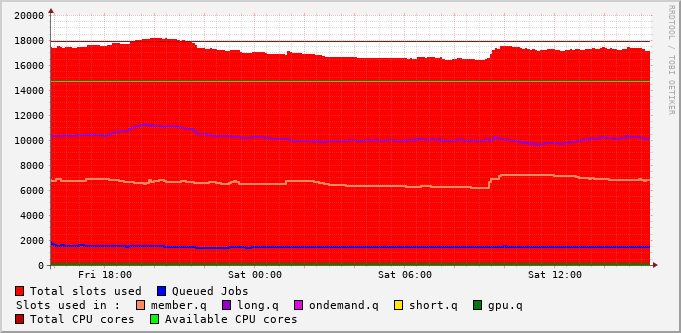 20000
18000
16000
14000
12000
10000
8000
6000
4000
2000
0
Fri 18:00 Sat 00:00 Sat 06:00 Sat 12:00
Total slots used Queued Jobs
Slots used in : member.q long.q ondemand.q short.q gpu.q
Total CPU cores Available CPU cores
RRDTOOL / TOBI OETIKER